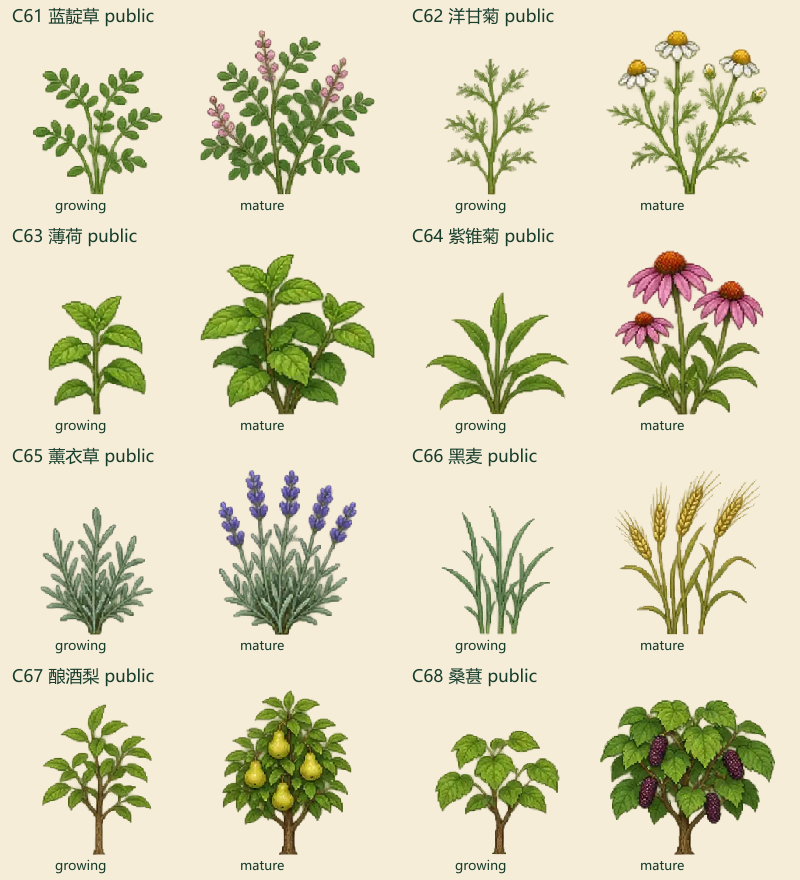 C61 蓝靛草 public
C62 洋甘菊 public
growing
mature
growing
mature
C63 薄荷 public
C64 紫锥菊 public
growing
mature
growing
mature
C65 薰衣草 public
C66 黑麦 public
growing
mature
growing
mature
C67 酿酒梨 public
C68 桑葚 public
growing
mature
growing
mature